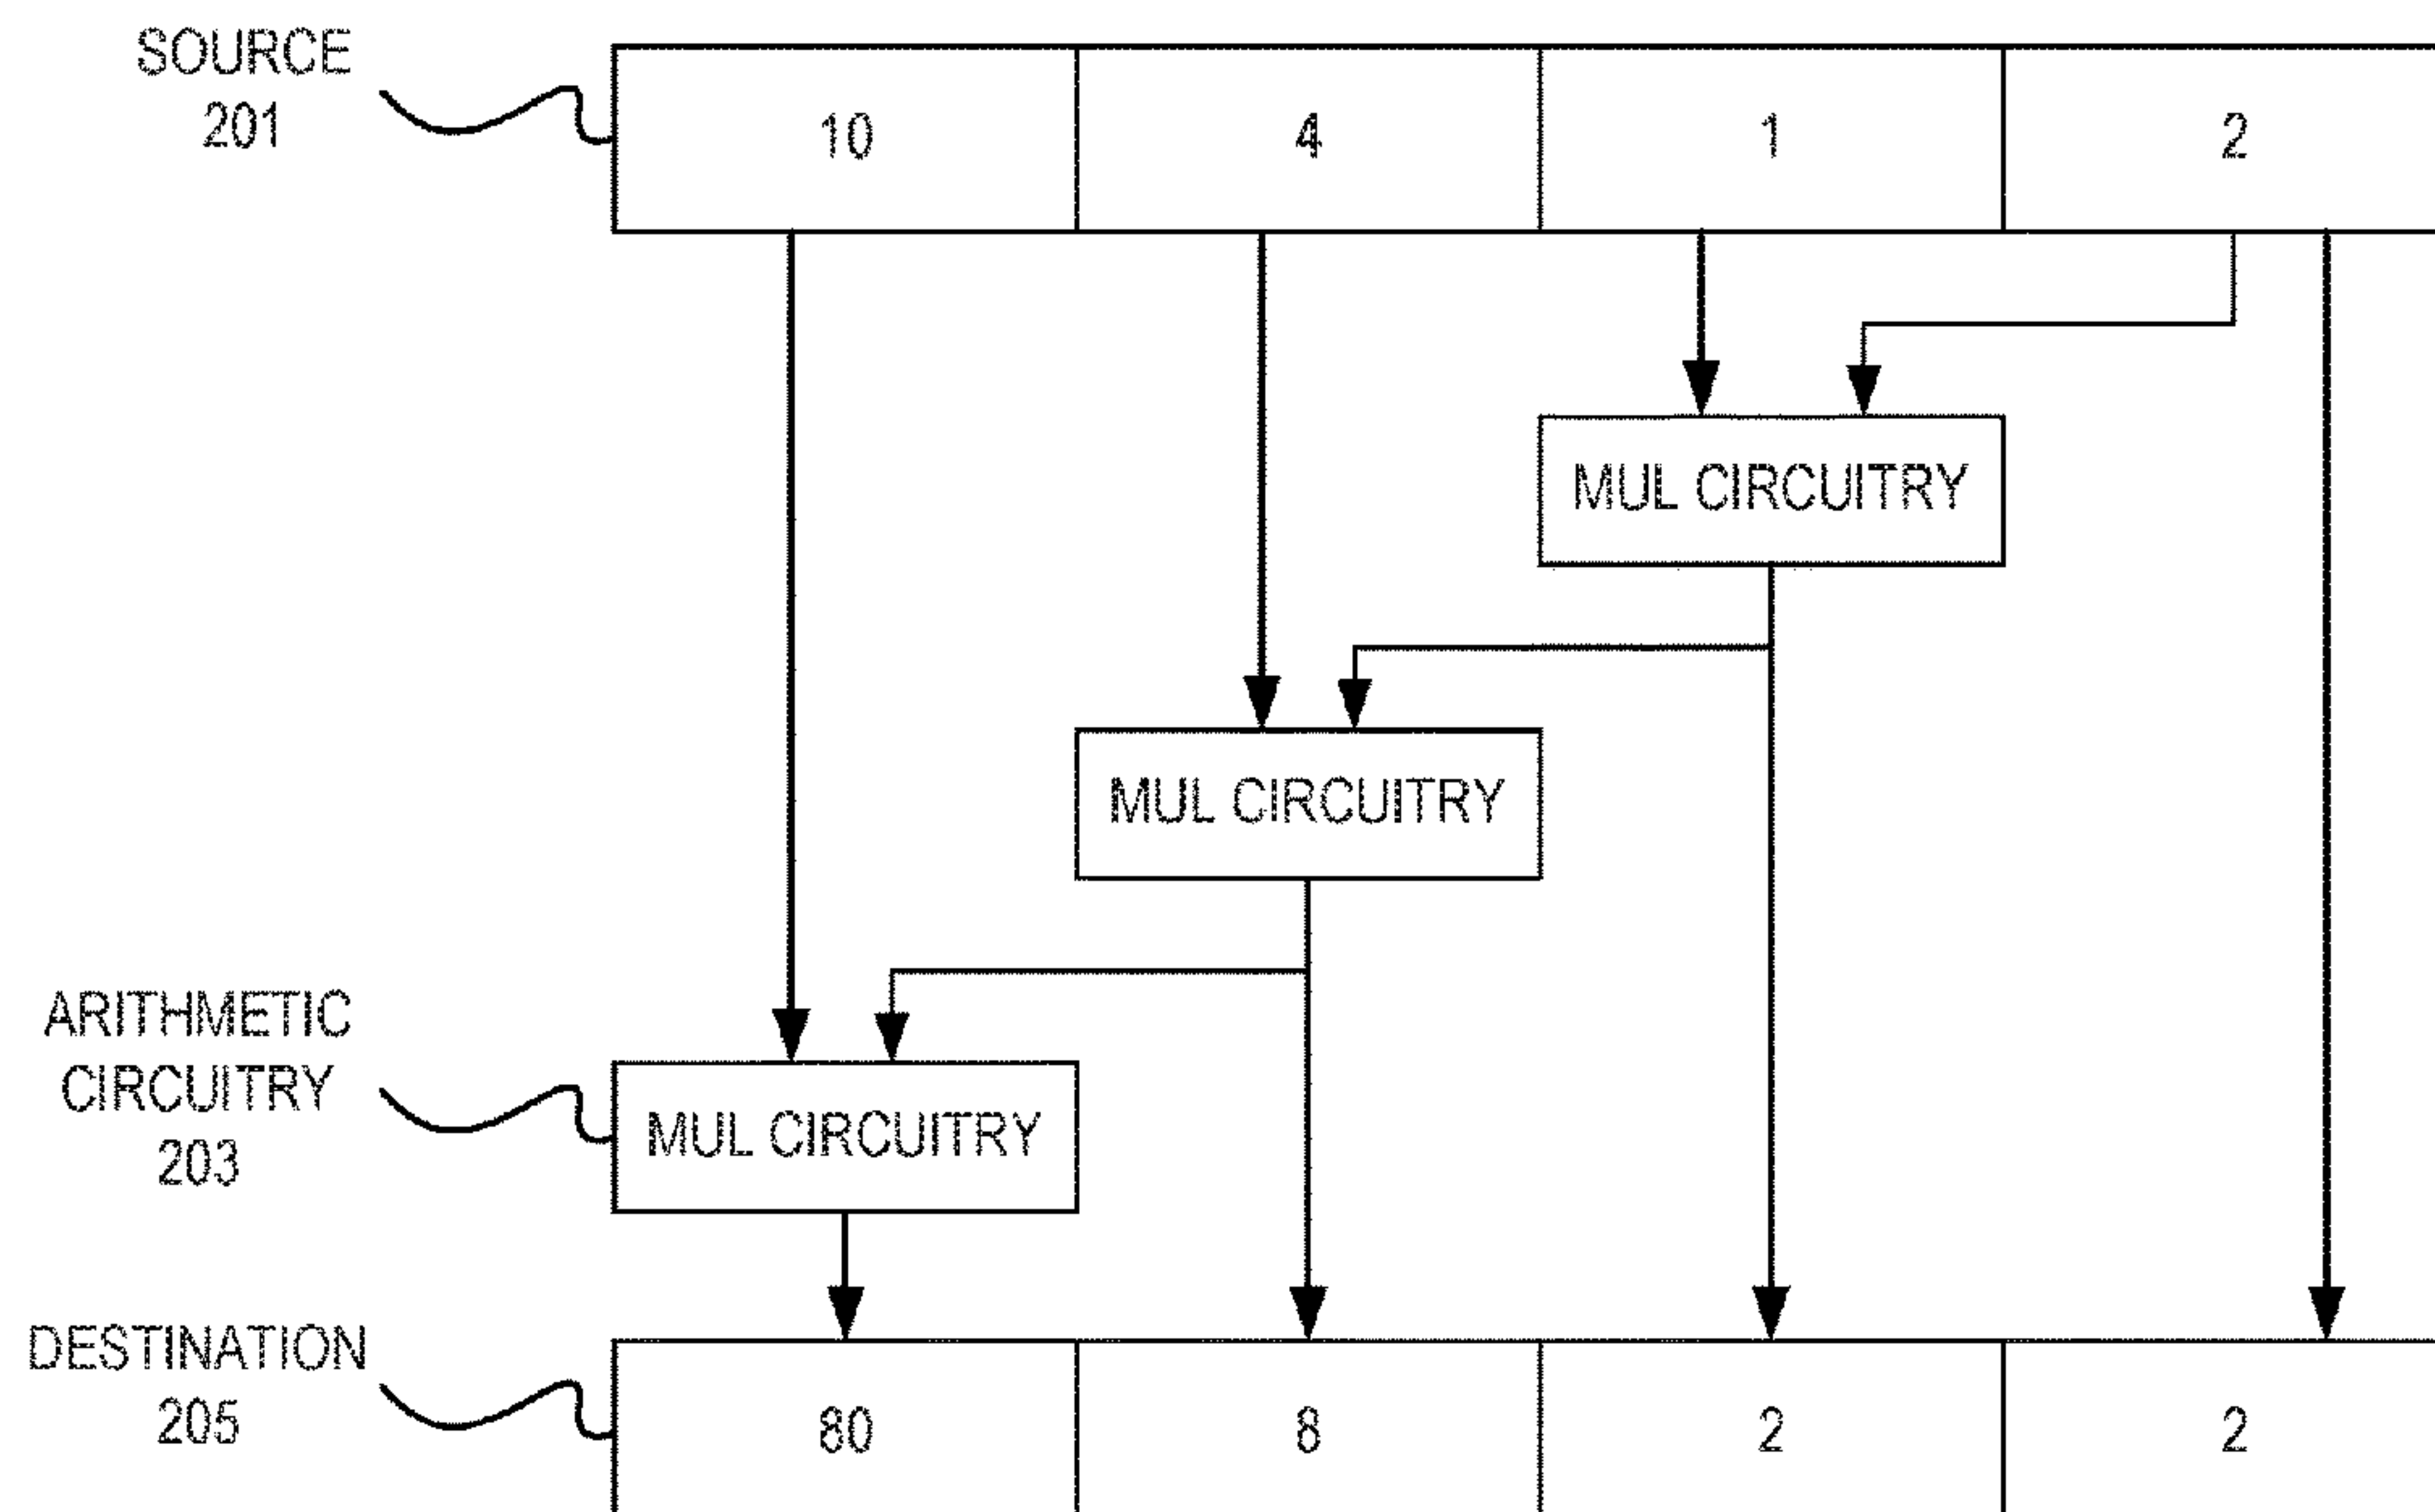 SOURCE
201
10
4
1
2
MUL CIRCUITRY
MUL CIRCUITRY
ARITHMETIC
CIRCUITRY
203
MUL CIRCUITRY
DESTINATION
205
80
8
2
2